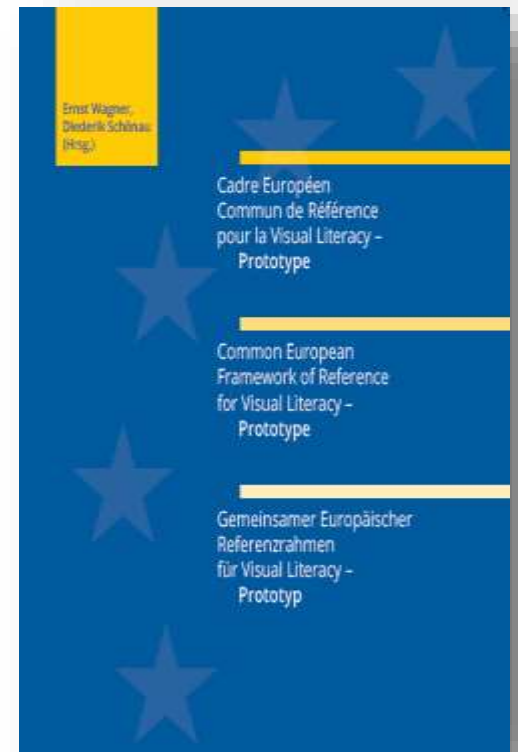 Ernst Wagner,
Diederik Schönau
(Hrsg.)
Cadre Européen
Commun de Référence
pour la Visual Literacy –
Prototype
Common European
Framework of Reference
for Visual Literacy –
Prototype
Gemeinsamer Europäischer
Referenzrahmen
für Visual Literacy –
Prototyp